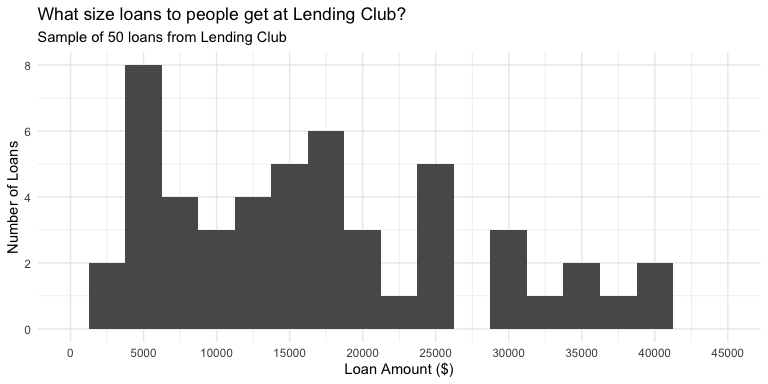 What size loans to people get at Lending Club?
Sample of 50 loans from Lending Club
8
6
4
2
0
Number of Loans
0 5000 10000 15000 20000 25000 30000 35000 40000 45000
Loan Amount ($)